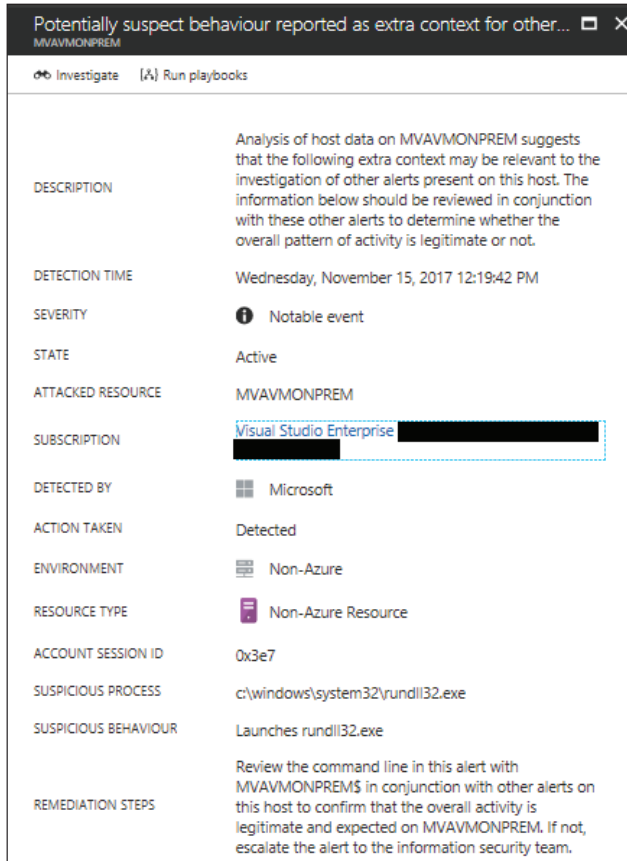 Potentially suspect behaviour reported as extra context for other...
MVAVMONPREM
Investigate Run playbooks
Analysis of host data on MVAVMONPREM suggests
that the following extra context may be relevant to the
DESCRIPTION investigation of other alerts present on this host. The
information below should be reviewed in conjunction
with these other alerts to determine whether the
overall pattern of activity is legitimate or not.
DETECTION TIME Wednesday, November 15, 2017 12:19:42 PM
SEVERITY Notable event
STATE Active
ATTACKED RESOURCE MVAVMONPREM
SUBSCRIPTION Visual Studio Enterprise
DETECTED BY Microsoft
ACTION TAKEN Detected
ENVIRONMENT Non-Azure
RESOURCE TYPE Non-Azure Resource
ACCOUNT SESSION ID 0x3e7
SUSPICIOUS PROCESS c:\windows\system32\rundll32.exe
SUSPICIOUS BEHAVIOUR Launches rundll32.exe
Review the command line in this alert with
MVAVMONPREM$ in conjunction with other alerts on
REMEDIATION STEPS this host to confirm that the overall activity is
legitimate and expected on MVAVMONPREM. If not,
escalate the alert to the information security team.